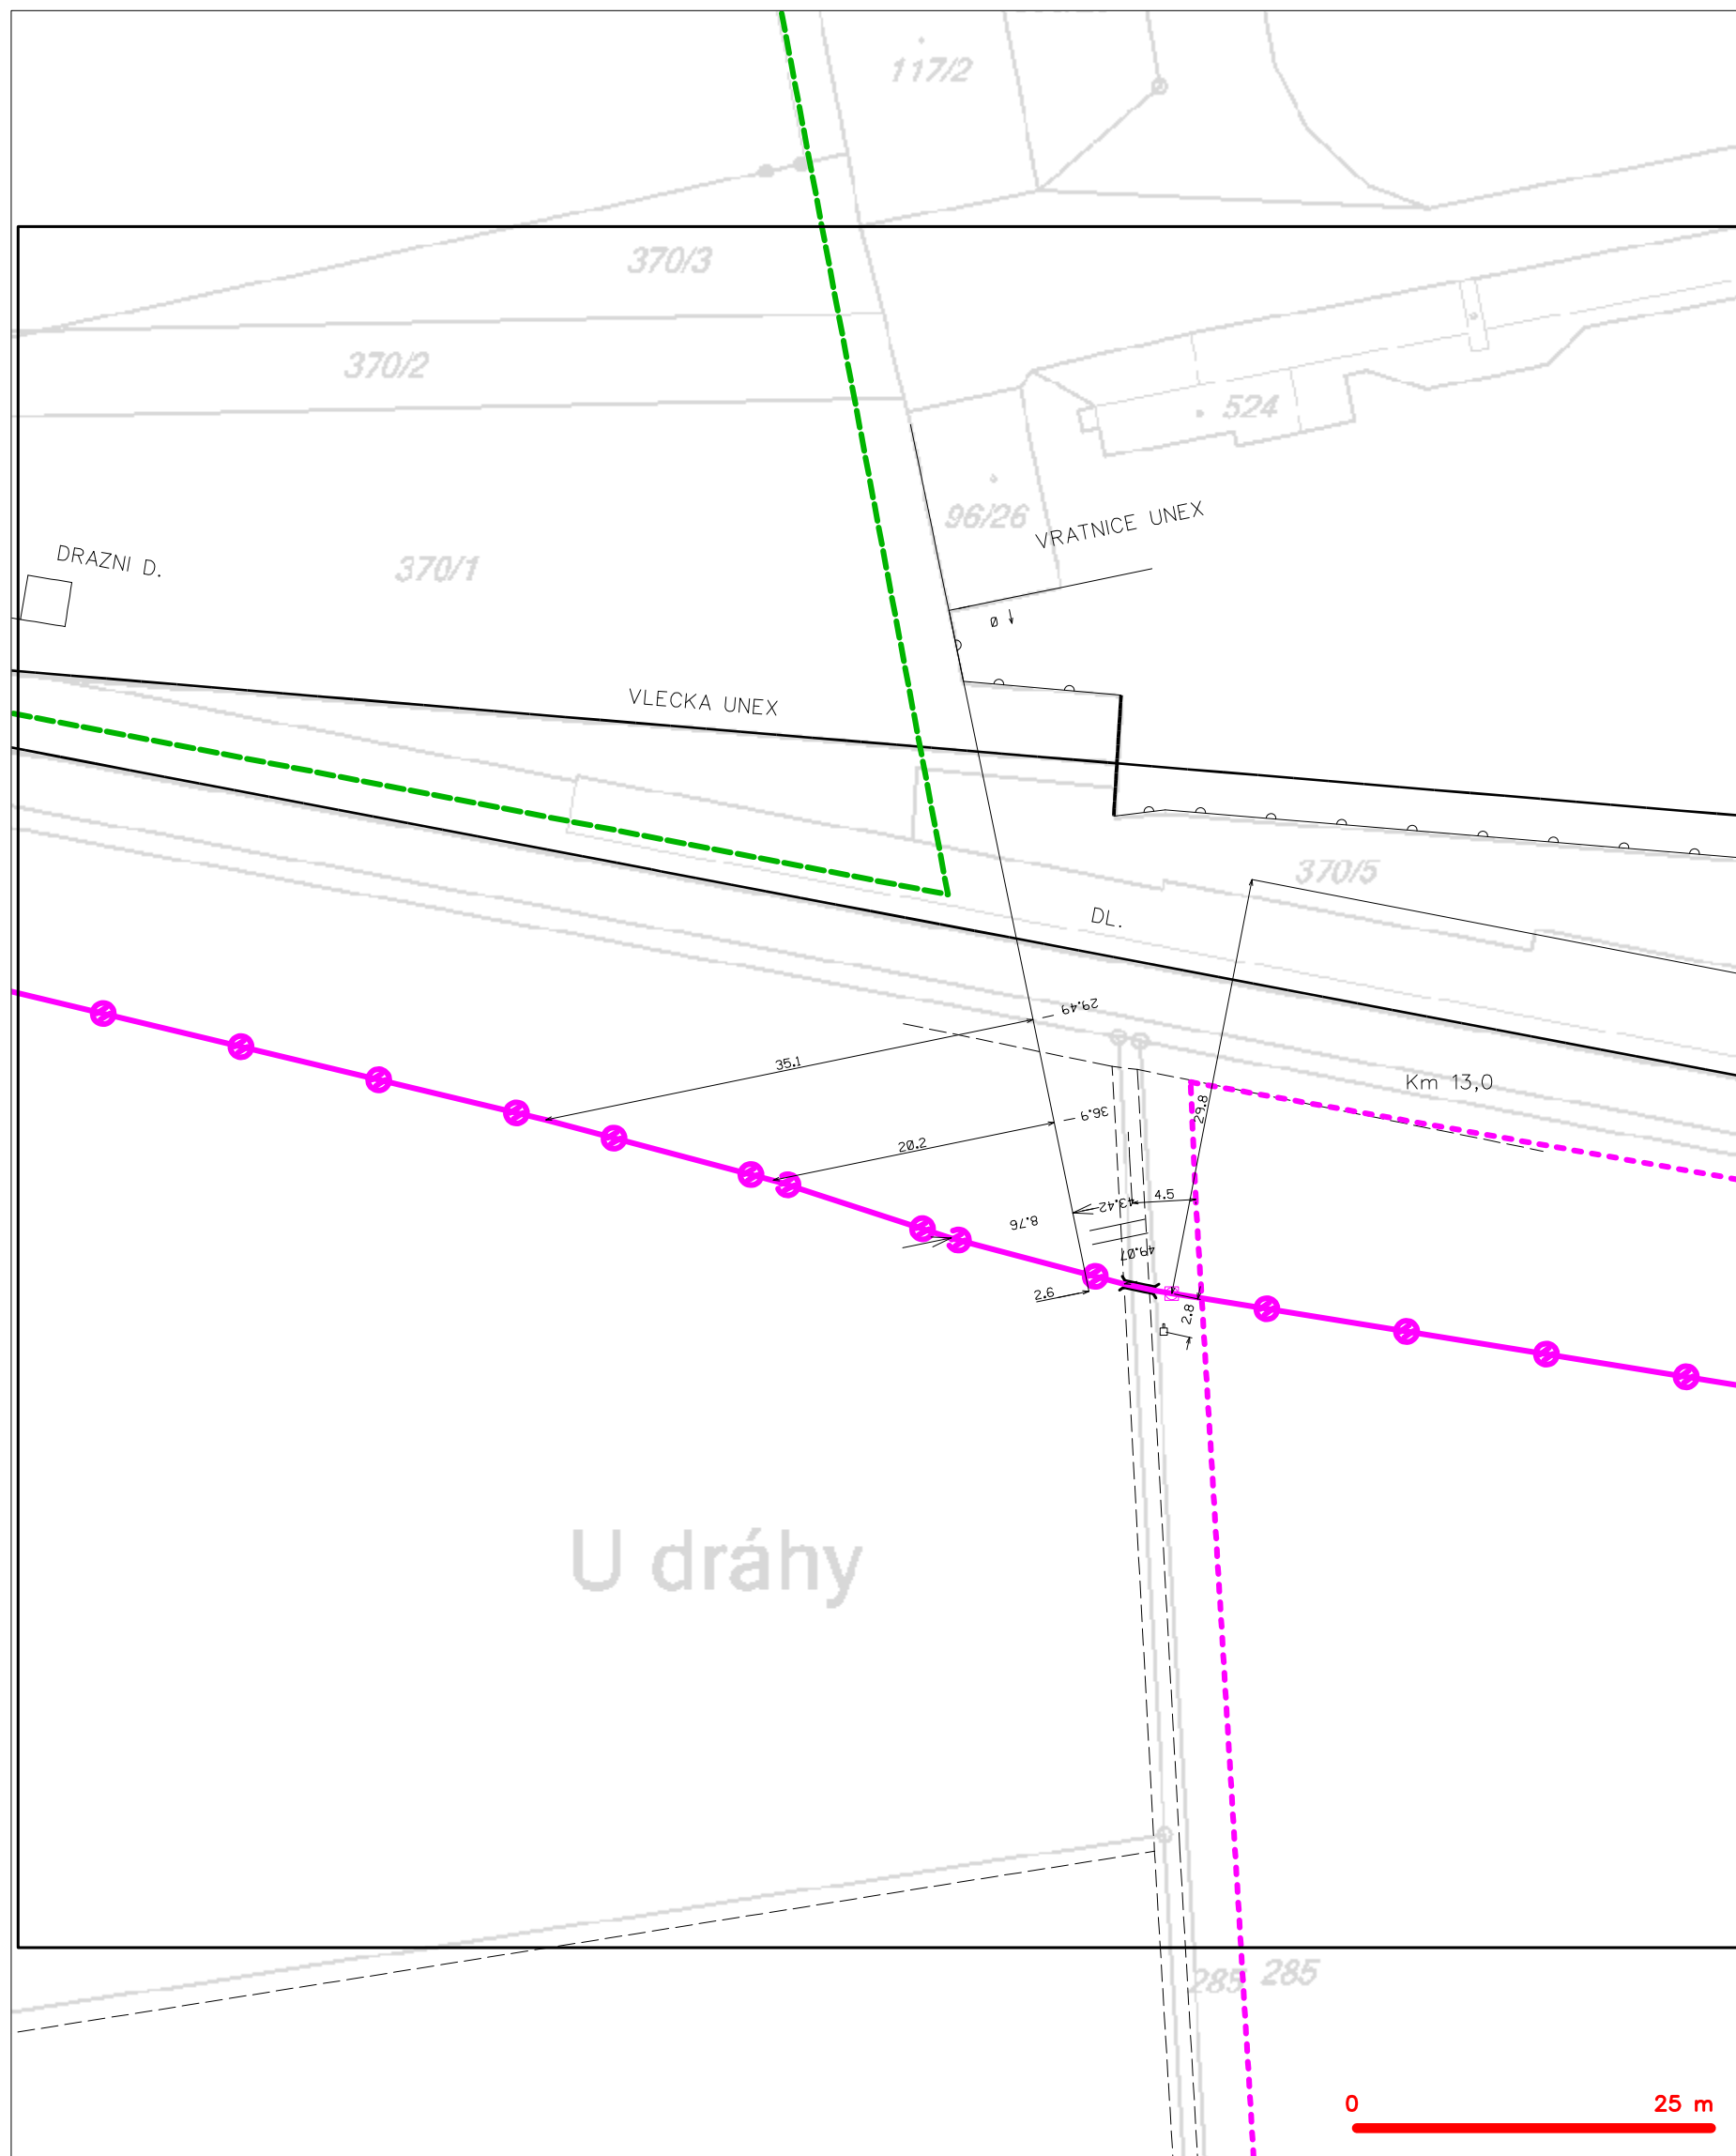 117/2
370/3
370/2
524
96/26
VRATNICE UNEX
DRAZNI D.
370/1
Ø
VLECKA UNEX
370/5
DL.
29.49
35.1
Km 13,0
29.8
36.9
20.2
4.5
43.42
8.76
49.07
2.6
2.8
U dráhy
285
285
0 25 m